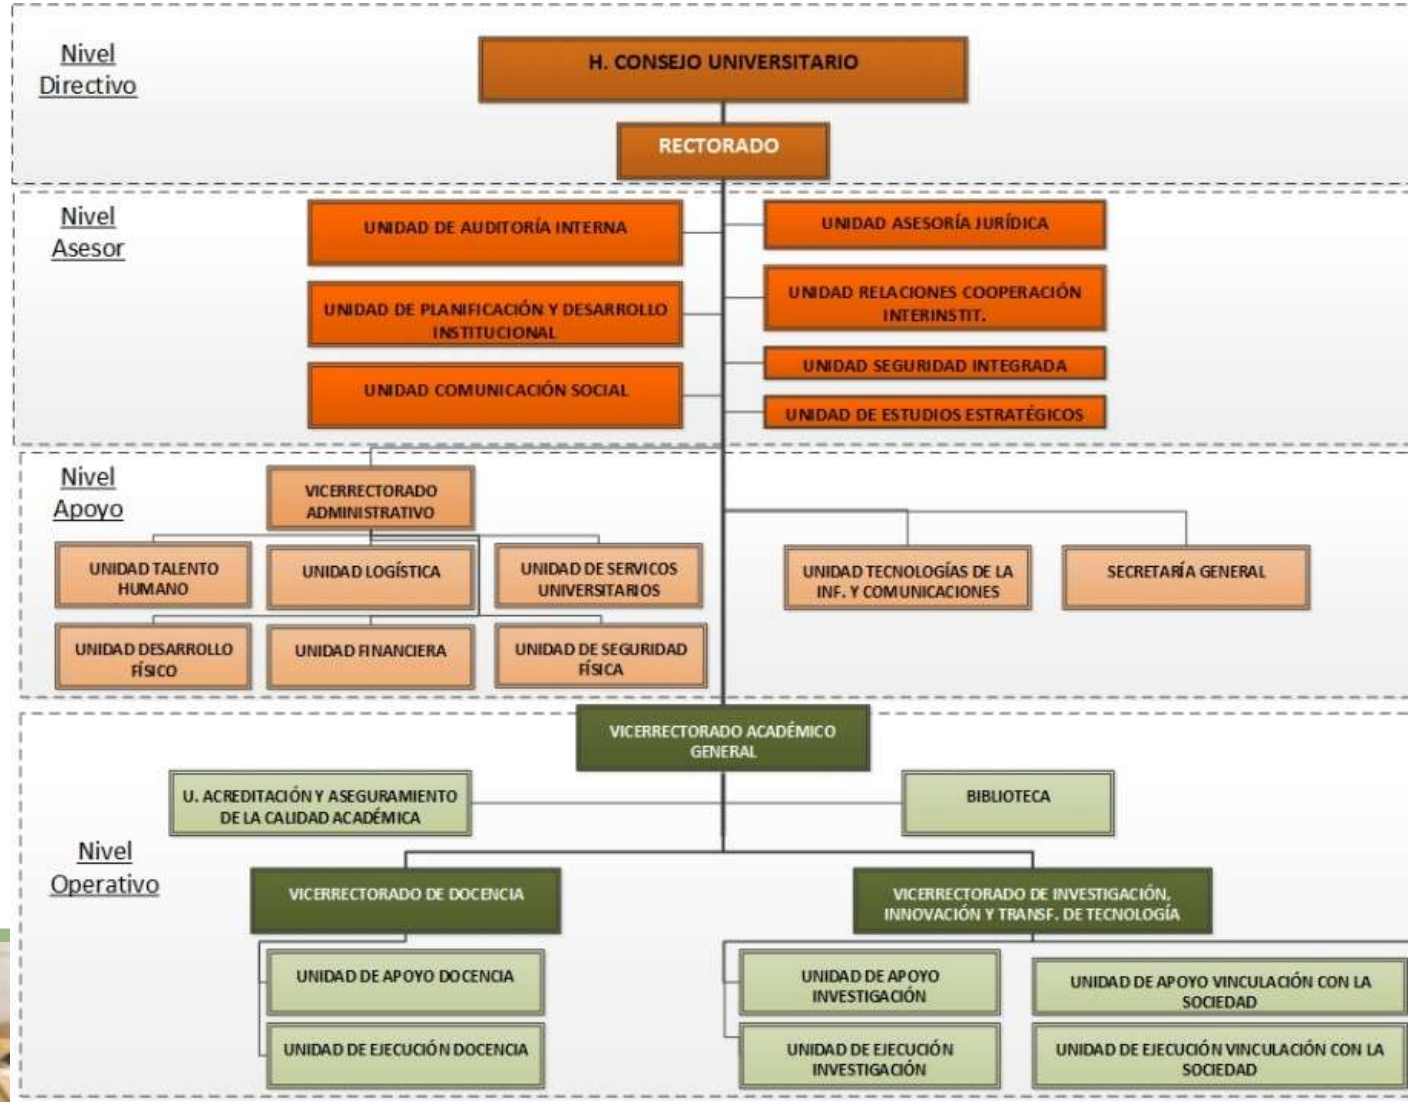 Nivel
Directivo
H. CONSEJO UNIVERSITARIO
RECTORADO
Nivel
Asesor
UNIDAD DE AUDITORÍA INTERNA
UNIDAD ASESORÍA JURÍDICA
UNIDAD DE PLANIFICACIÓN Y DESARROLLO
INSTITUCIONAL
UNIDAD RELACIONES COOPERACIÓN
INTERINSTIT.
UNIDAD COMUNICACIÓN SOCIAL
UNIDAD SEGURIDAD INTEGRADA
UNIDAD DE ESTUDIOS ESTRATÉGICOS
Nivel
Apoyo
VICERRECTORADO
ADMINISTRATIVO
UNIDAD TALENTO
HUMANO
UNIDAD LOGÍSTICA
UNIDAD DE SERVICOS
UNIVERSITARIOS
UNIDAD TECNOLOGÍAS DE LA
INF. Y COMUNICACIONES
SECRETARÍA GENERAL
UNIDAD DESARROLLO
FÍSICO
UNIDAD FINANCIERA
UNIDAD DE SEGURIDAD
FÍSICA
VICERRECTORADO ACADÉMICO
GENERAL
U. ACREDITACIÓN Y ASEGURAMIENTO
DE LA CALIDAD ACADÉMICA
BIBLIOTECA
Nivel
Operativo
VICERRECTORADO DE DOCENCIA
VICERRECTORADO DE INVESTIGACIÓN,
INNOVACIÓN Y TRANSF. DE TECNOLOGÍA
UNIDAD DE APOYO DOCENCIA
UNIDAD DE APOYO
INVESTIGACIÓN
UNIDAD DE APOYO VINCULACIÓN CON LA
SOCIEDAD
UNIDAD DE EJECUCIÓN DOCENCIA
UNIDAD DE EJECUCIÓN
INVESTIGACIÓN
UNIDAD DE EJECUCIÓN VINCULACIÓN CON LA
SOCIEDAD